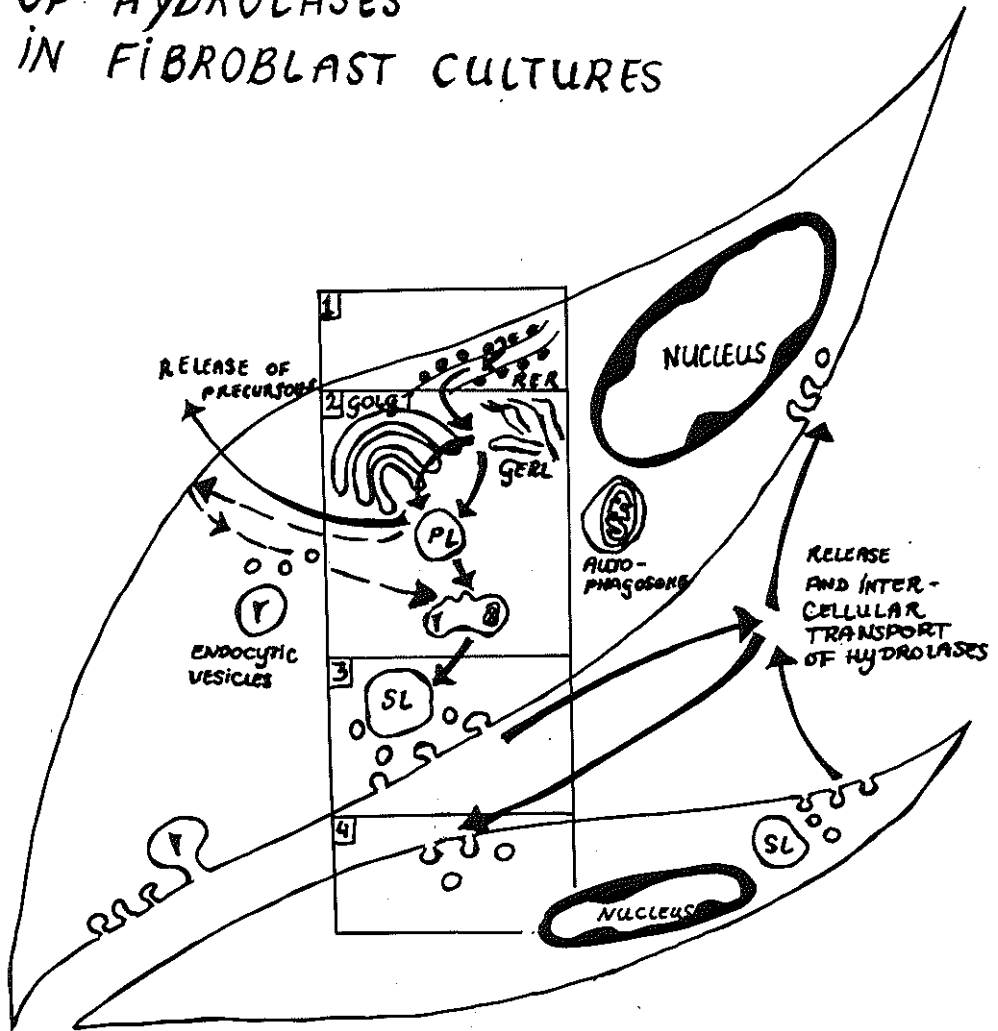 OF HYDROLASES
IN FIBROBLAST CULTURES
1
RELEASE OF
PRECURSORS
RER
2 GOLGI
GERL
NUCLEUS
PL
AUTO-
PHAGOSOME
RELEASE
AND INTER-
CELLULAR
TRANSPORT
OF HYDROLASES
ENDOCYTIC
VESICLES
3
SL
4
SL
NUCLEUS